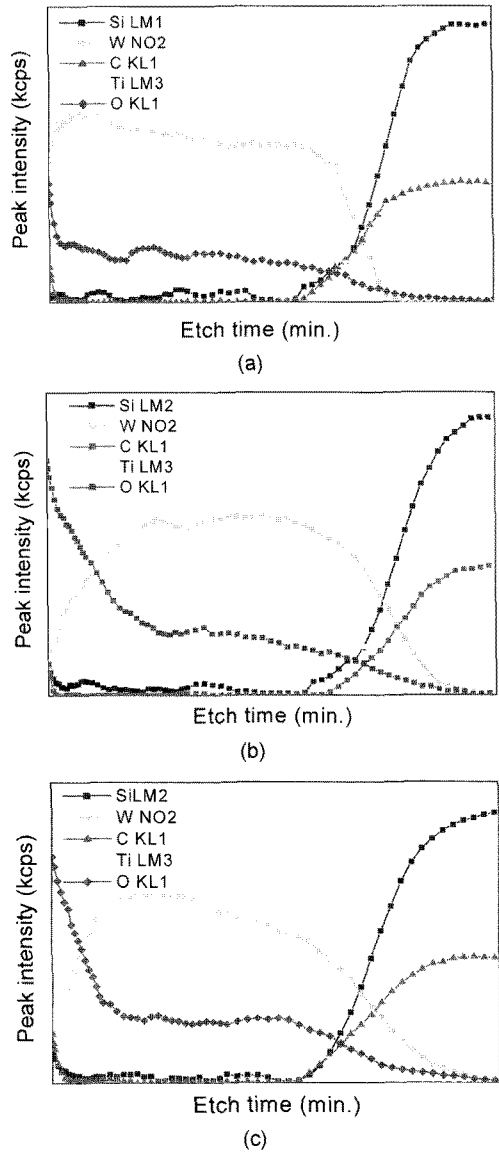 Si LM1
W NO2
C KL1
Ti LM3
O KL1
Peak intensity (kcps)
Etch time (min.)
(a)
Si LM2
W NO2
C KL1
Ti LM3
O KL1
Peak intensity (kcps)
Etch time (min.)
(b)
SiLM2
W NO2
C KL1
Ti LM3
O KL1
Peak intensity (kcps)
Etch time (min.)
(c)